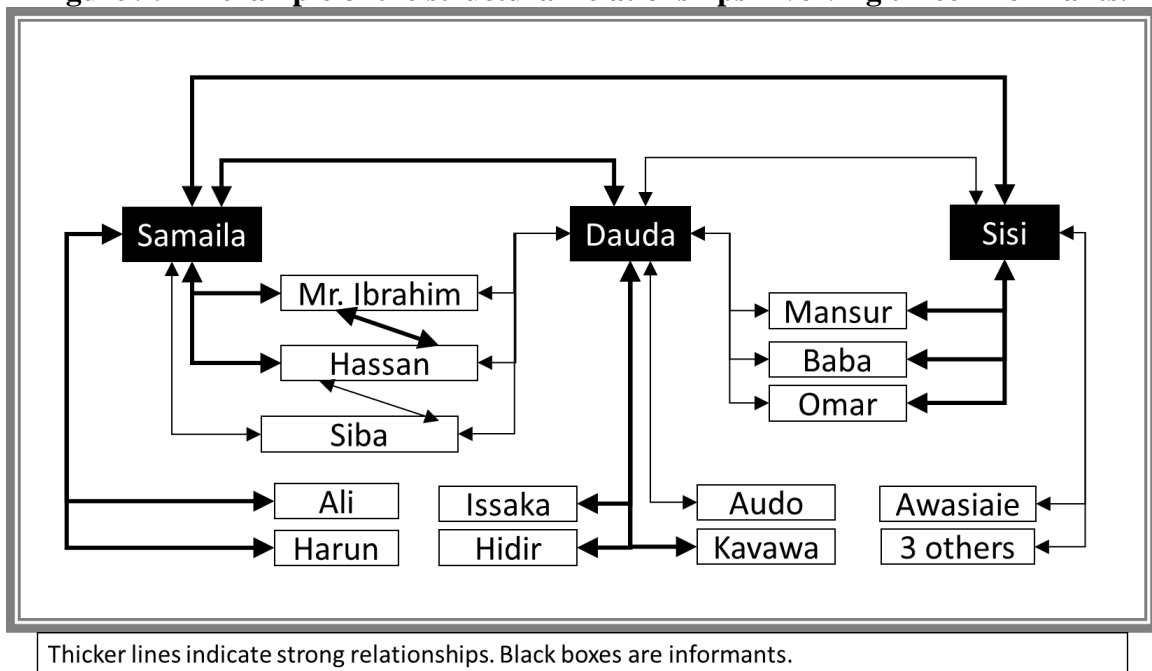 Samaila
Dauda
Sisi
Mr. Ibrahim
Hassan
Siba
Mansur
Baba
Omar
Ali
Issaka
Audo
Awasiaie
Harun
Hidir
Kavawa
3 others
Thicker lines indicate strong relationships. Black boxes are informants.